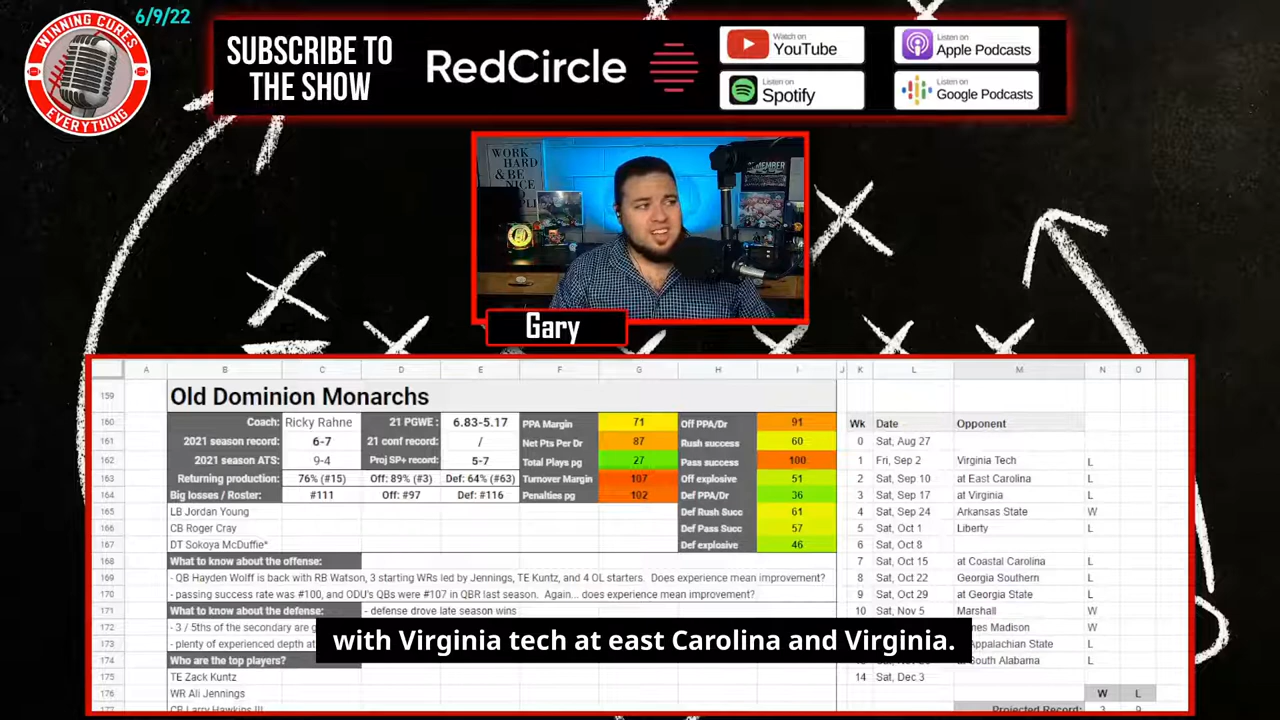 6/9/22
WINNING CURES
EVERYTHING
SUBSCRIBE TO
THE SHOW
RedCircle
Watch on
YouTube
Listen on
Apple Podcasts
Listen on
Spotify
Listen on
Google Podcasts
WORK
HARD
& BE
NICE
Gary
A B C D E F G H I J K L M N O
159 Old Dominion Monarchs
160 Coach: Ricky Rahne 21 PGWE : 6.83-5.17 PPA Margin 71 Off PPA/Dr 91 Wk Date Opponent
161 2021 season record: 6-7 21 conf record: / Net Pts Per Dr 87 Rush success 60 0 Sat, Aug 27
162 2021 season ATS: 9-4 Proj SP+ record: 5-7 Total Plays pg 27 Pass success 100 1 Fri, Sep 2 Virginia Tech L
163 Returning production: 76% (#15) Off: 89% (#3) Def: 64% (#63) Turnover Margin 107 Off explosive 51 2 Sat, Sep 10 at East Carolina L
164 Big losses / Roster: #111 Off: #97 Def: #116 Penalties pg 102 Def PPA/Dr 36 3 Sat, Sep 17 at Virginia L
165 LB Jordan Young Def Rush Succ 61 4 Sat, Sep 24 Arkansas State W
166 CB Roger Cray Def Pass Succ 57 5 Sat, Oct 1 Liberty L
167 DT Sokoya McDuffie* Def explosive 46 6 Sat, Oct 8
168 What to know about the offense: 7 Sat, Oct 15 at Coastal Carolina L
169 - QB Hayden Wolff is back with RB Watson, 3 starting WRs led by Jennings, TE Kuntz, and 4 OL starters. Does experience mean improvement? 8 Sat, Oct 22 Georgia Southern L
170 - passing success rate was #100, and ODU's QBs were #107 in QBR last season. Again... does experience mean improvement? 9 Sat, Oct 29 at Georgia State L
171 What to know about the defense: - defense drove late season wins 10 Sat, Nov 5 Marshall W
172 - 3 / 5ths of the secondary are g mes Madison W
173 - plenty of experienced depth at Appalachian State L
174 Who are the top players? South Alabama L
175 TE Zack Kuntz 14 Sat, Dec 3
176 WR Ali Jennings W L
177 CB Larry Hawkins III Projected Record: 3 9
with Virginia tech at east Carolina and Virginia.